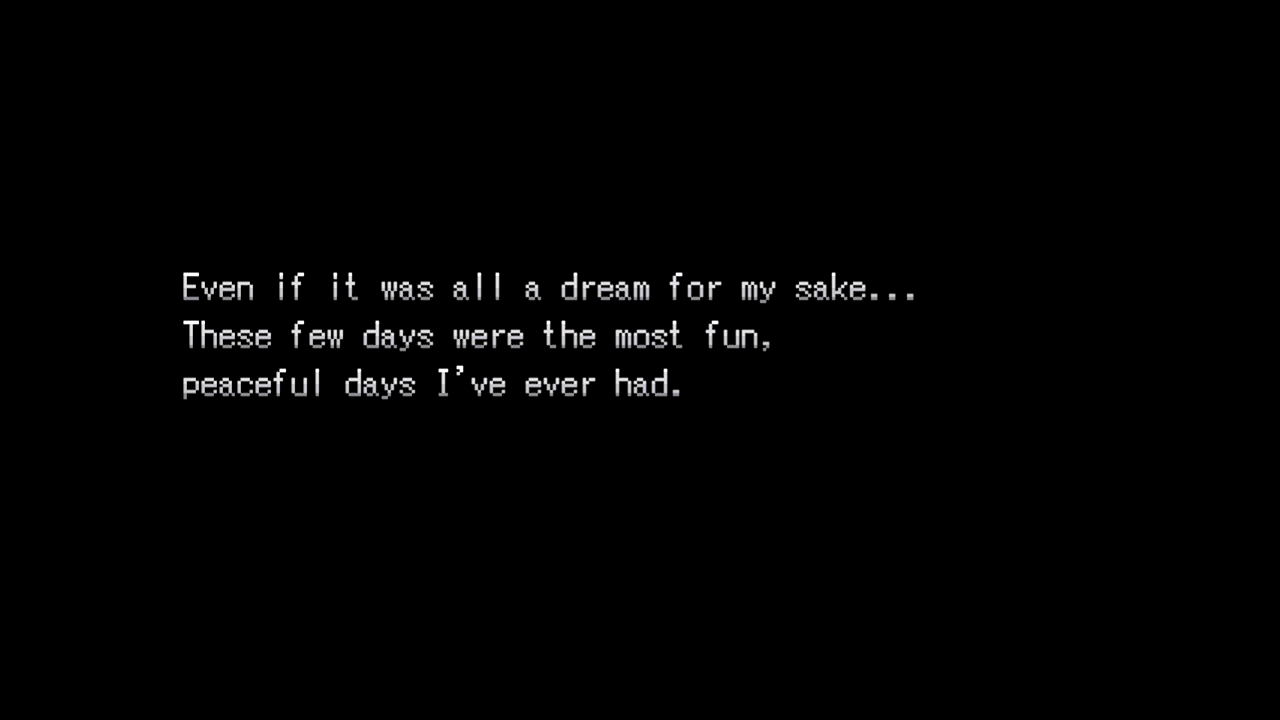 Even if it was all a dream for my sake...
These few days were the most fun,
peaceful days I've ever had.